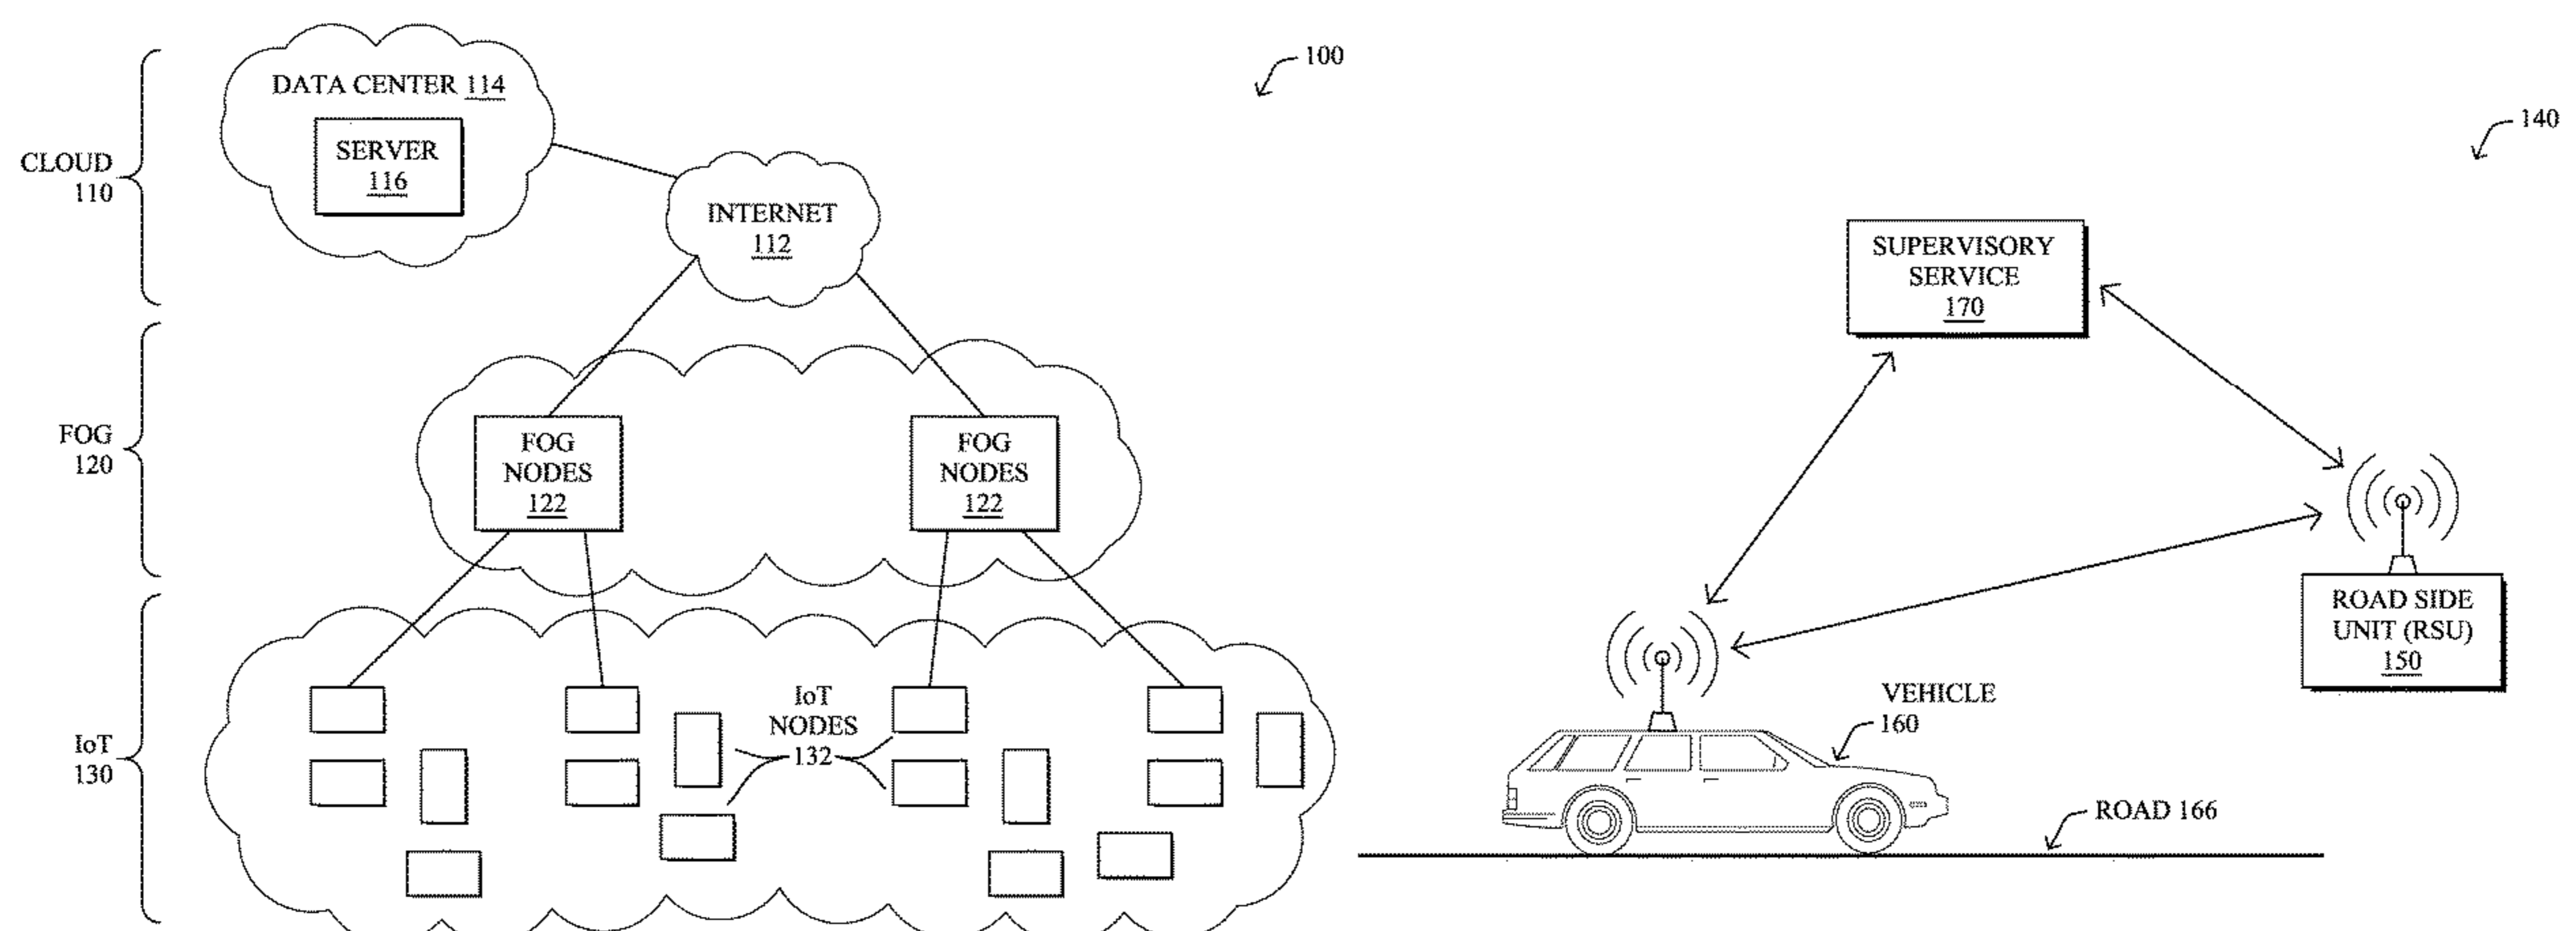 100
CLOUD
110
DATA CENTER 114
SERVER
116
INTERNET
112
FOG
120
FOG
NODES
122
FOG
NODES
122
IoT
130
IoT
NODES
132
140
SUPERVISORY
SERVICE
170
ROAD SIDE
UNIT (RSU)
150
VEHICLE
160
ROAD 166